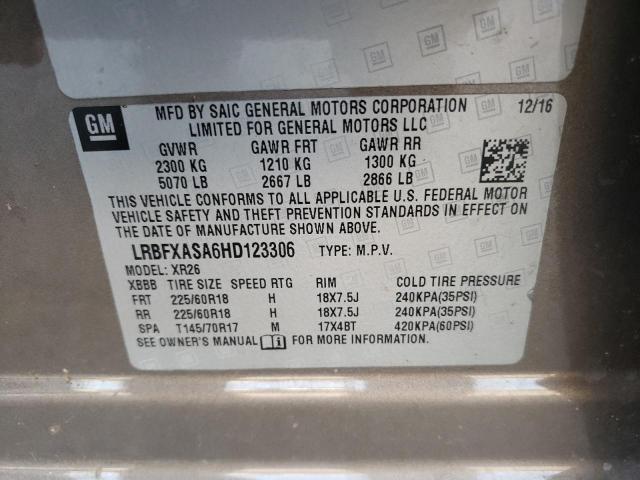 GM
MFD BY SAIC GENERAL MOTORS CORPORATION 12/16
LIMITED FOR GENERAL MOTORS LLC
GVWR GAWR FRT GAWR RR
2300 KG 1210 KG 1300 KG
5070 LB 2667 LB 2866 LB
THIS VEHICLE CONFORMS TO ALL APPLICABLE U.S. FEDERAL MOTOR
VEHICLE SAFETY AND THEFT PREVENTION STANDARDS IN EFFECT ON
THE DATE OF MANUFACTURE SHOWN ABOVE.
LRBFXASA6HD123306 TYPE: M.P.V.
MODEL: XR26
XBBB TIRE SIZE SPEED RTG RIM COLD TIRE PRESSURE
FRT 225/60R18 H 18X7.5J 240KPA(35PSI)
RR 225/60R18 H 18X7.5J 240KPA(35PSI)
SPA T145/70R17 M 17X4BT 420KPA(60PSI)
SEE OWNER'S MANUAL FOR MORE INFORMATION.